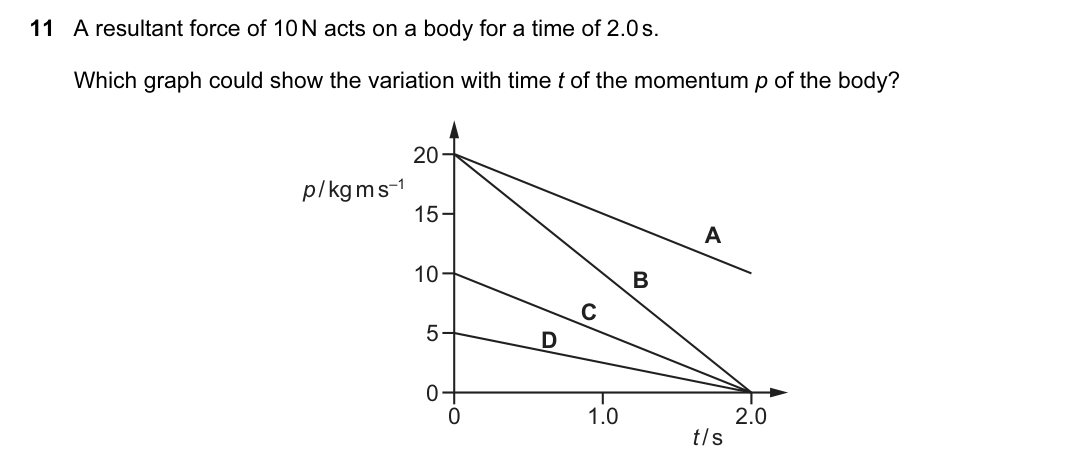 11 A resultant force of 10 N acts on a body for a time of 2.0 s.
Which graph could show the variation with time t of the momentum p of the body?
20
p / kg m s⁻¹
15
A
10
B
C
5
D
0
0 1.0 2.0
t / s